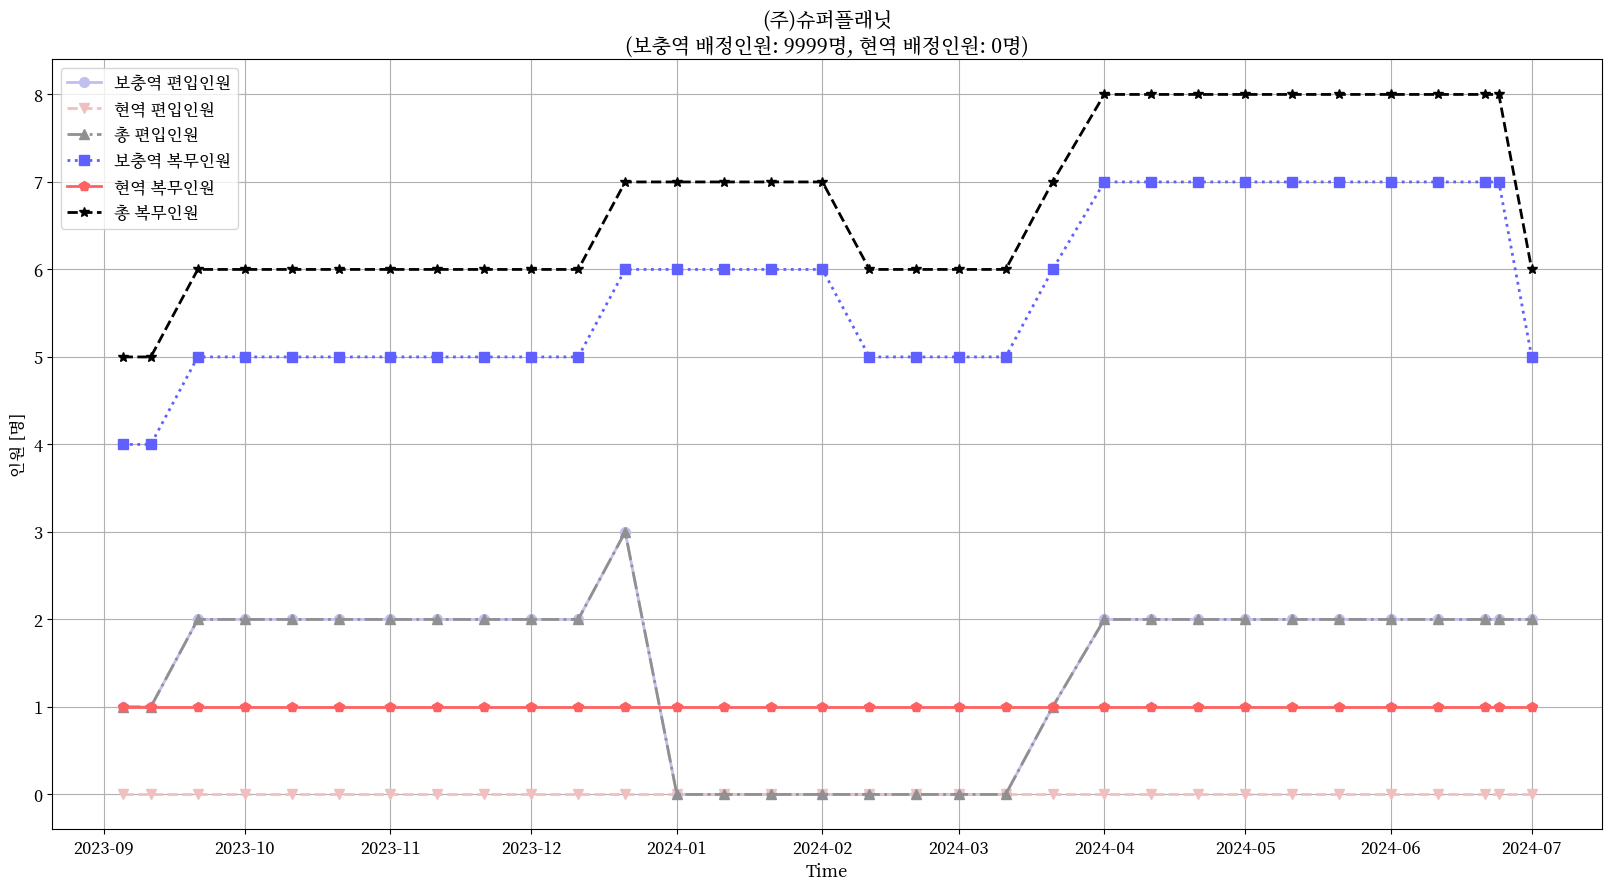 (주)슈퍼플래닛
(보충역 배정인원: 9999명, 현역 배정인원: 0명)
보충역 편입인원
현역 편입인원
총 편입인원
보충역 복무인원
현역 복무인원
총 복무인원
8
7
6
5
4
3
2
1
0
인원 [명]
2023-09 2023-10 2023-11 2023-12 2024-01 2024-02 2024-03 2024-04 2024-05 2024-06 2024-07
Time